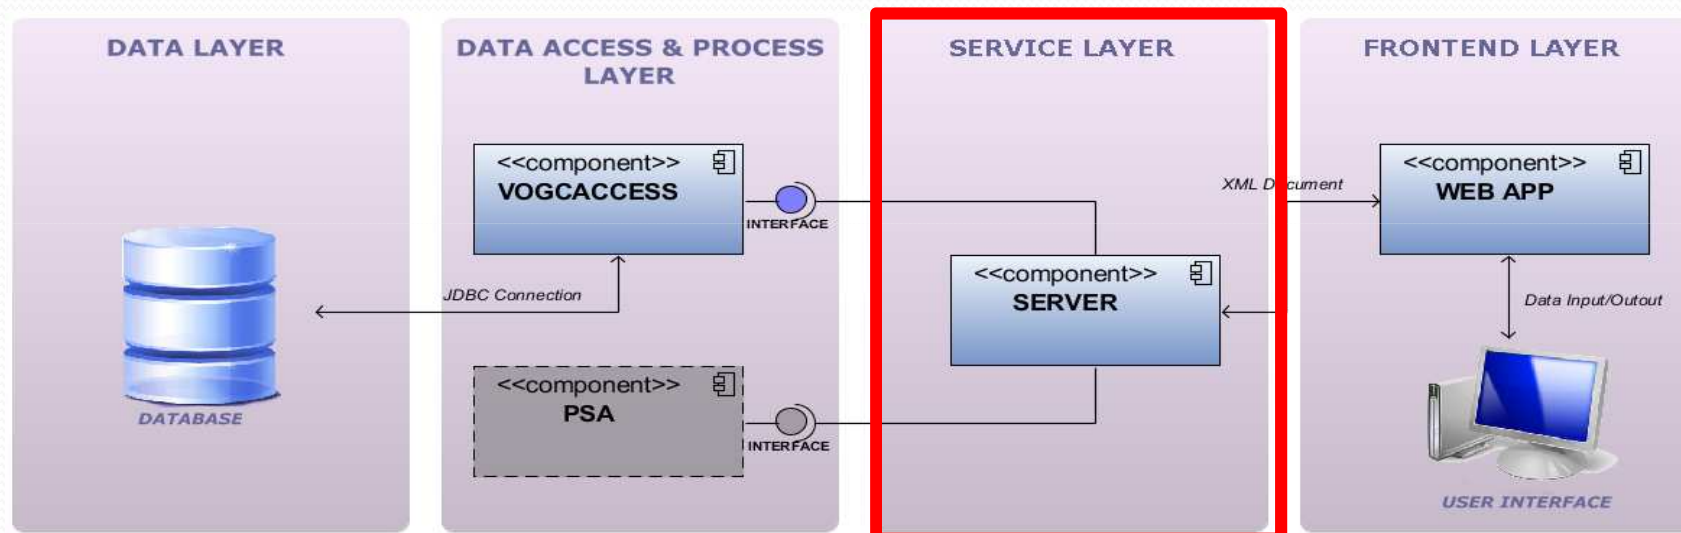 DATA LAYER
DATABASE
JDBC Connection
DATA ACCESS & PROCESS
LAYER
<<component>>
VOGCACCESS
INTERFACE
<<component>>
PSA
INTERFACE
SERVICE LAYER
<<component>>
SERVER
XML Document
FRONTEND LAYER
<<component>>
WEB APP
Data Input/Outout
USER INTERFACE